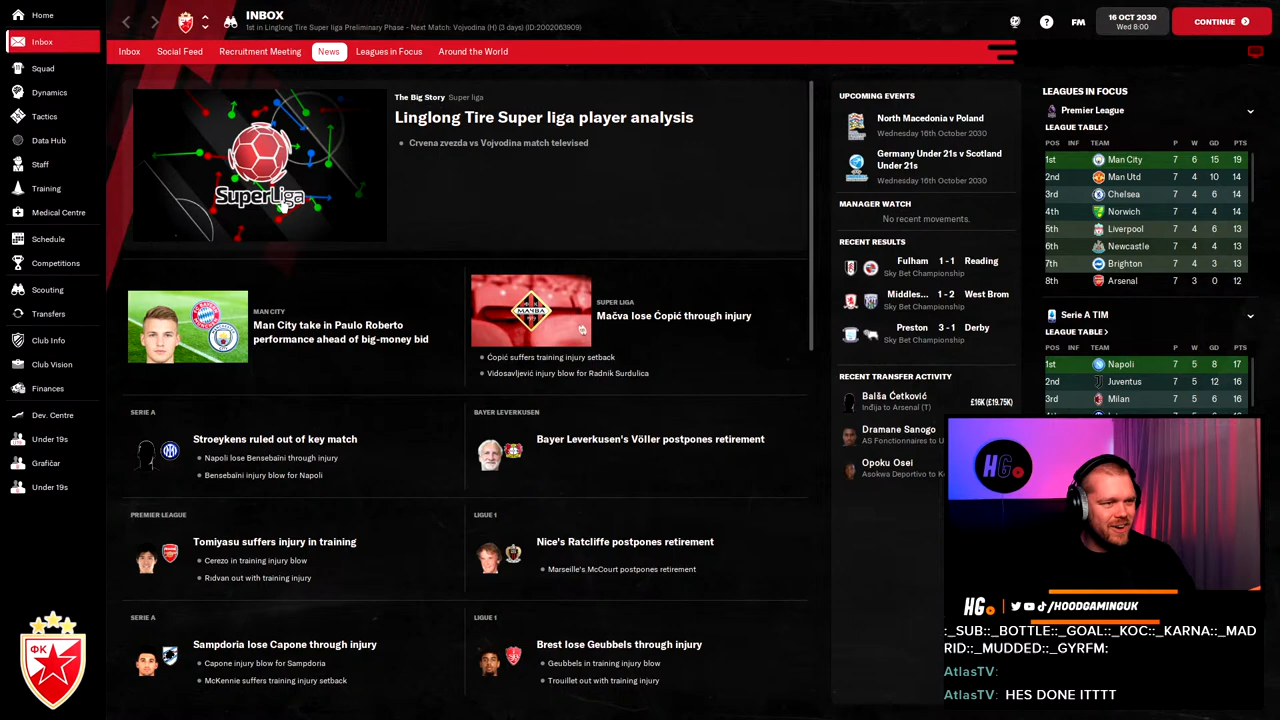 Home
Inbox
Squad
Dynamics
Tactics
Data Hub
Staff
Training
Medical Centre
Schedule
Competitions
Scouting
Transfers
Club Info
Club Vision
Finances
Dev. Centre
Under 19s
Grafičar
Under 19s
INBOX
1st in Linglong Tire Super liga Preliminary Phase - Next Match: Vojvodina (H) (3 days) (ID:2002063909)
FM
16 OCT 2030
Wed 8:00
CONTINUE
Inbox
Social Feed
Recruitment Meeting
News
Leagues in Focus
Around the World
SuperLiga
The Big Story Super liga
Linglong Tire Super liga player analysis
Crvena zvezda vs Vojvodina match televised
MAN CITY
Man City take in Paulo Roberto
performance ahead of big-money bid
МАЧВА
SUPER LIGA
Mačva lose Ćopić through injury
Ćopić suffers training injury setback
Vidosavljević injury blow for Radnik Surdulica
SERIE A
Stroeykens ruled out of key match
Napoli lose Bensebaïni through injury
Bensebaïni injury blow for Napoli
BAYER LEVERKUSEN
Bayer Leverkusen's Völler postpones retirement
PREMIER LEAGUE
Tomiyasu suffers injury in training
Cerezo in training injury blow
Rıdvan out with training injury
LIGUE 1
Nice's Ratcliffe postpones retirement
Marseille's McCourt postpones retirement
SERIE A
Sampdoria lose Capone through injury
Capone injury blow for Sampdoria
McKennie suffers training injury setback
LIGUE 1
Brest lose Geubbels through injury
Geubbels in training injury blow
Trouillet out with training injury
UPCOMING EVENTS
North Macedonia v Poland
Wednesday 16th October 2030
Germany Under 21s v Scotland
Under 21s
Wednesday 16th October 2030
MANAGER WATCH
No recent movements.
RECENT RESULTS
Fulham 1 - 1 Reading
Sky Bet Championship
Middles... 1 - 2 West Brom
Sky Bet Championship
Preston 3 - 1 Derby
Sky Bet Championship
RECENT TRANSFER ACTIVITY
Balša Ćetković
Inđija to Arsenal (T)
£16K (£19.75K)
Dramane Sanogo
AS Fonctionnaires to U
Opoku Osei
Asokwa Deportivo to K
LEAGUES IN FOCUS
Premier League
LEAGUE TABLE >
POS INF TEAM P W GD PTS
1st Man City 7 6 15 19
2nd Man Utd 7 4 10 14
3rd Chelsea 7 4 6 14
4th Norwich 7 4 4 14
5th Liverpool 7 4 6 13
6th Newcastle 7 4 4 13
7th Brighton 7 4 3 13
8th Arsenal 7 3 0 12
Serie A TIM
LEAGUE TABLE >
POS INF TEAM P W GD PTS
1st Napoli 7 5 8 17
2nd Juventus 7 5 12 16
3rd Milan 7 5 6 16
HG
HG
/HOODGAMINGUK
:_SUB::_BOTTLE::_GOAL::_KOC::_KARNA::_MAD
RID::_MUDDED::_GYRFM:
AtlasTV:
AtlasTV: HES DONE ITTTT
ФК